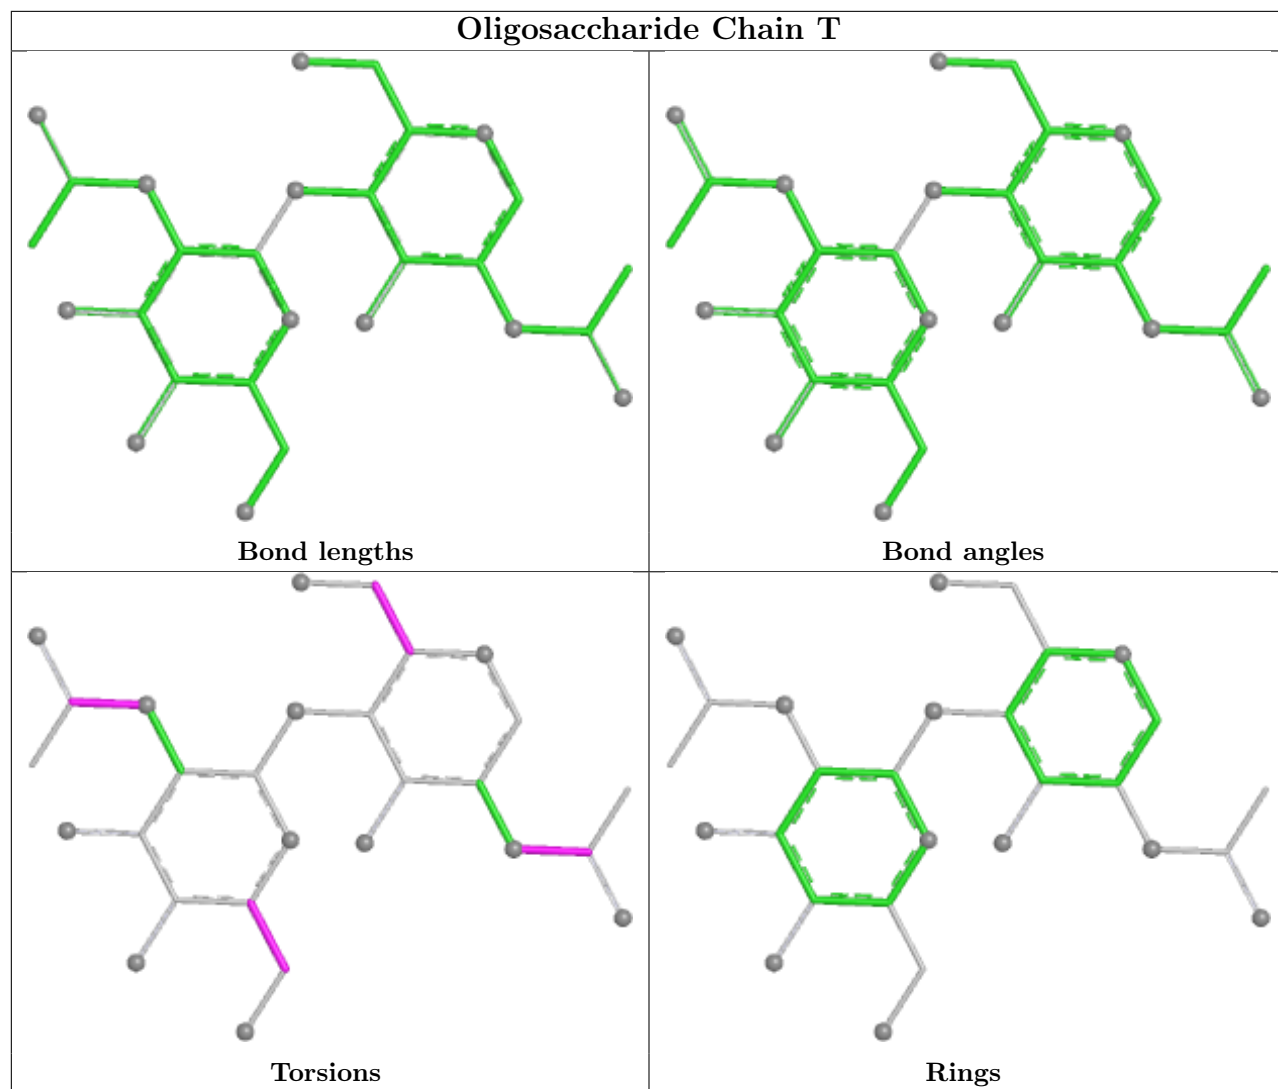 Oligosaccharide Chain T
Bond lengths
Bond angles
Torsions
Rings